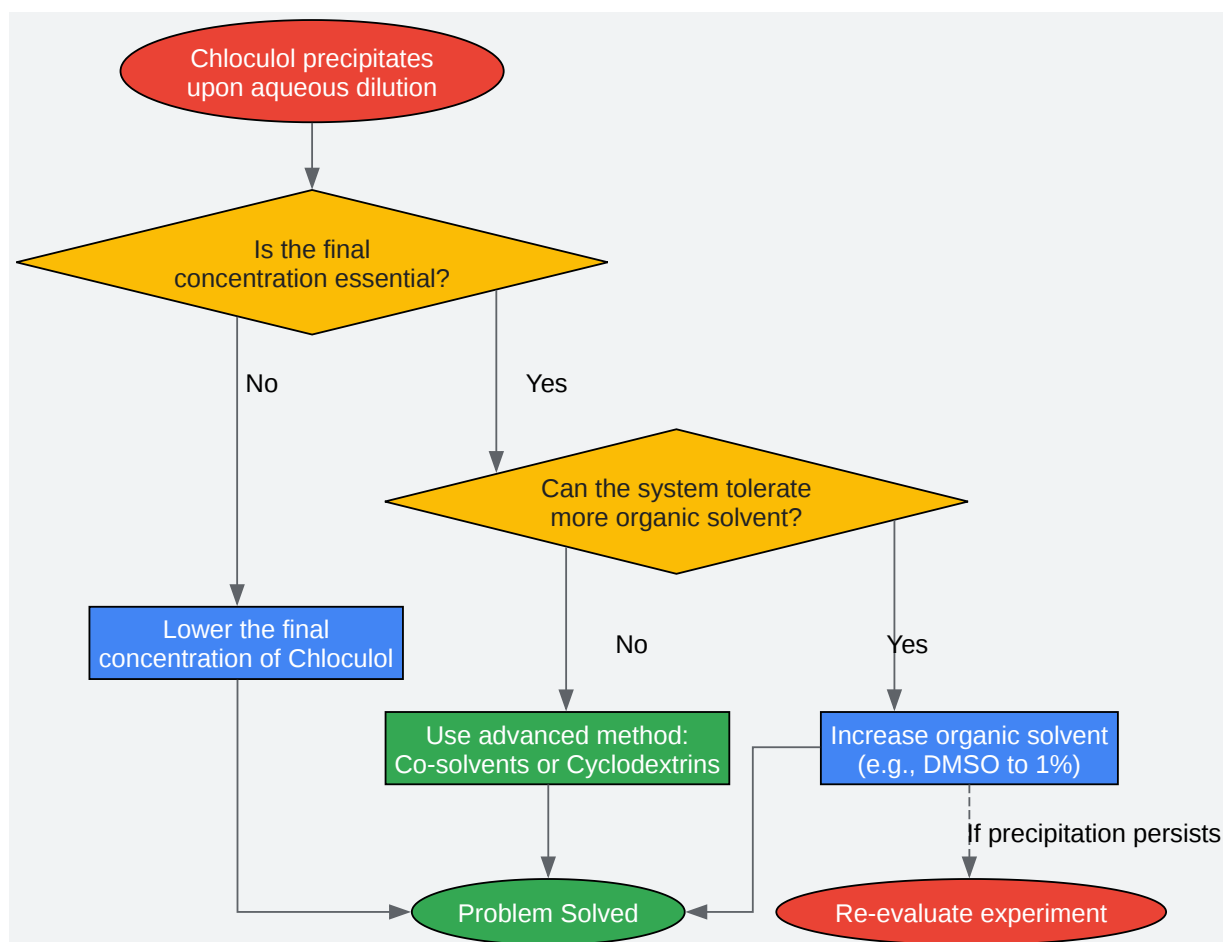 Chloculol precipitates
upon aqueous dilution
Is the final
concentration essential?
No
Yes
Can the system tolerate
more organic solvent?
Lower the final
concentration of Chloculol
No
Yes
Use advanced method:
Co-solvents or Cyclodextrins
Increase organic solvent
(e.g., DMSO to 1%)
If precipitation persists
Problem Solved
Re-evaluate experiment